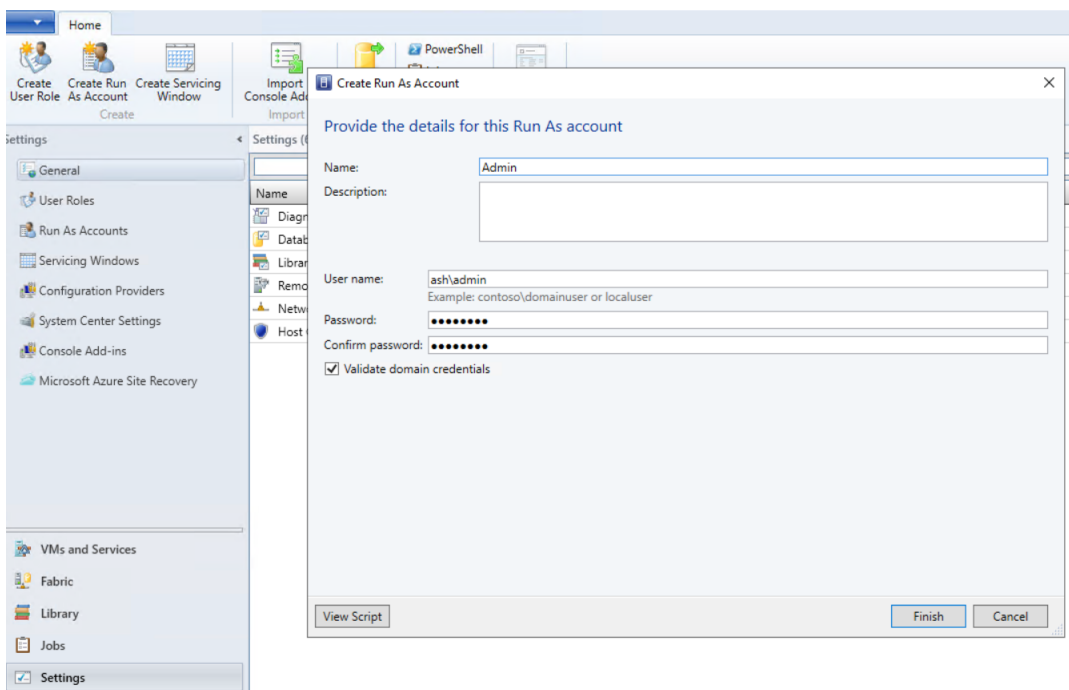 Home
PowerShell
Create User Role
Create Run As Account
Create Servicing Window
Import
Create
Import
Settings
General
User Roles
Run As Accounts
Servicing Windows
Configuration Providers
System Center Settings
Console Add-ins
Microsoft Azure Site Recovery
VMs and Services
Fabric
Library
Jobs
Settings
Settings
Name
Host
Create Run As Account
Provide the details for this Run As account
Name:
Admin
Description:
User name:
ash\admin
Example: contoso\domainuser or localuser
Password:
●●●●●●●●
Confirm password:
●●●●●●●●
Validate domain credentials
View Script
Finish
Cancel